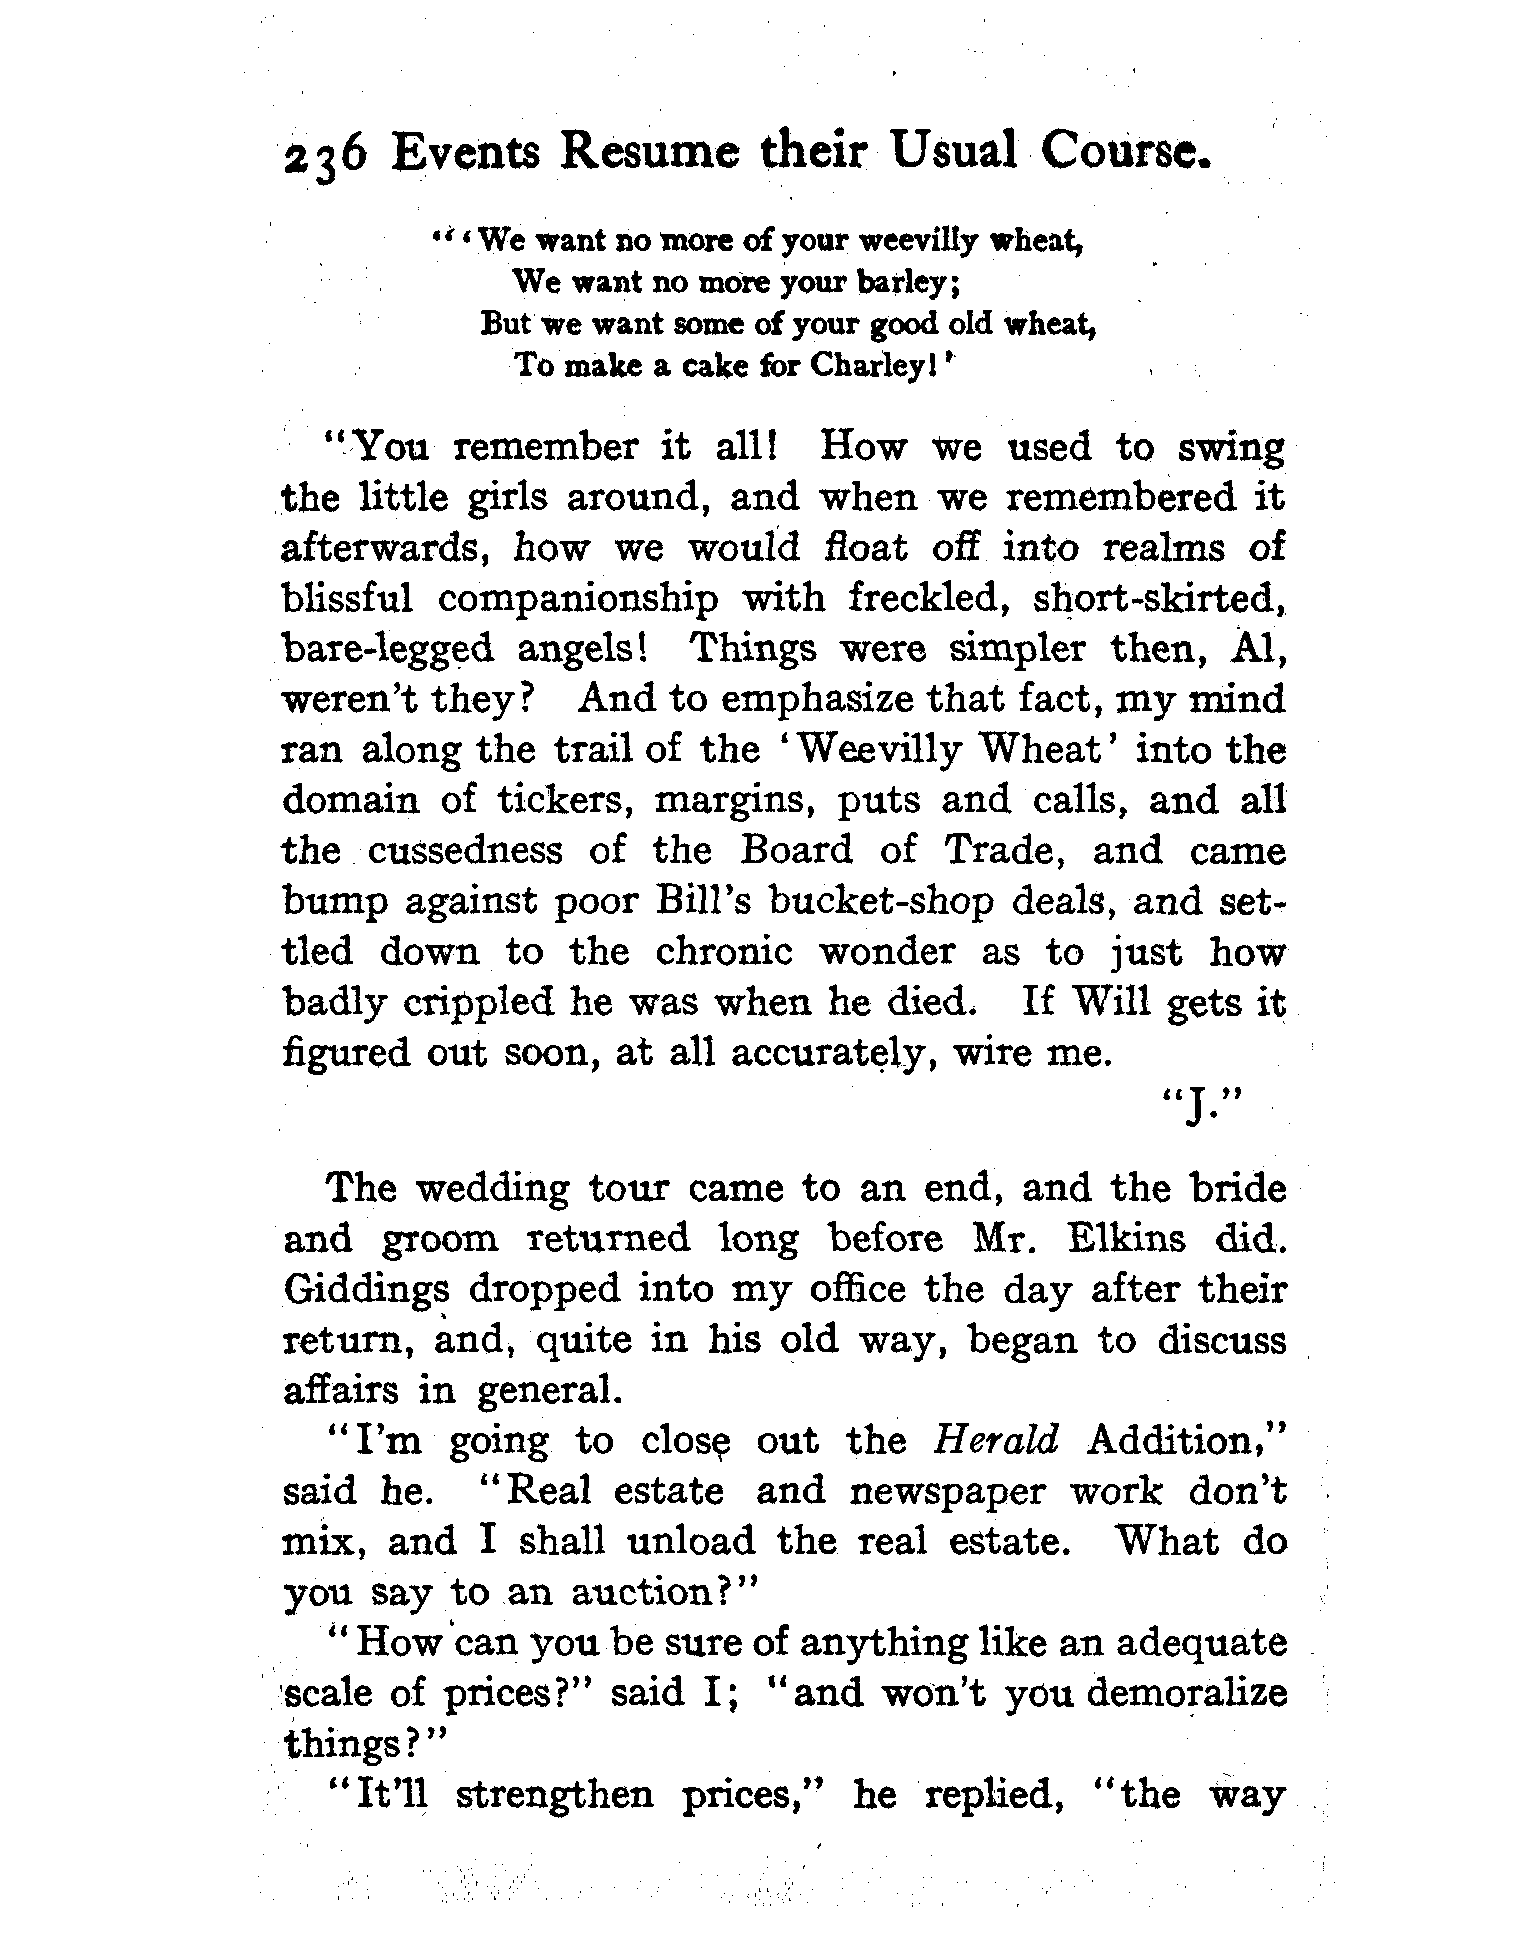 236 Events Resume their Usual Course.
"'We want no more of your weevilly wheat,
We want no more your barley;
But we want some of your good old wheat,
To make a cake for Charley!'
"You remember it all! How we used to swing
the little girls around, and when we remembered it
afterwards, how we would float off into realms of
blissful companionship with freckled, short-skirted,
bare-legged angels! Things were simpler then, Al,
weren't they? And to emphasize that fact, my mind
ran along the trail of the 'Weevilly Wheat' into the
domain of tickers, margins, puts and calls, and all
the cussedness of the Board of Trade, and came
bump against poor Bill's bucket-shop deals, and set-
tled down to the chronic wonder as to just how
badly crippled he was when he died. If Will gets it
figured out soon, at all accurately, wire me.
"J."
The wedding tour came to an end, and the bride
and groom returned long before Mr. Elkins did.
Giddings dropped into my office the day after their
return, and, quite in his old way, began to discuss
affairs in general.
"I'm going to close out the Herald Addition,"
said he. "Real estate and newspaper work don't
mix, and I shall unload the real estate. What do
you say to an auction?"
"How can you be sure of anything like an adequate
scale of prices?" said I; "and won't you demoralize
things?"
"It'll strengthen prices," he replied, "the way